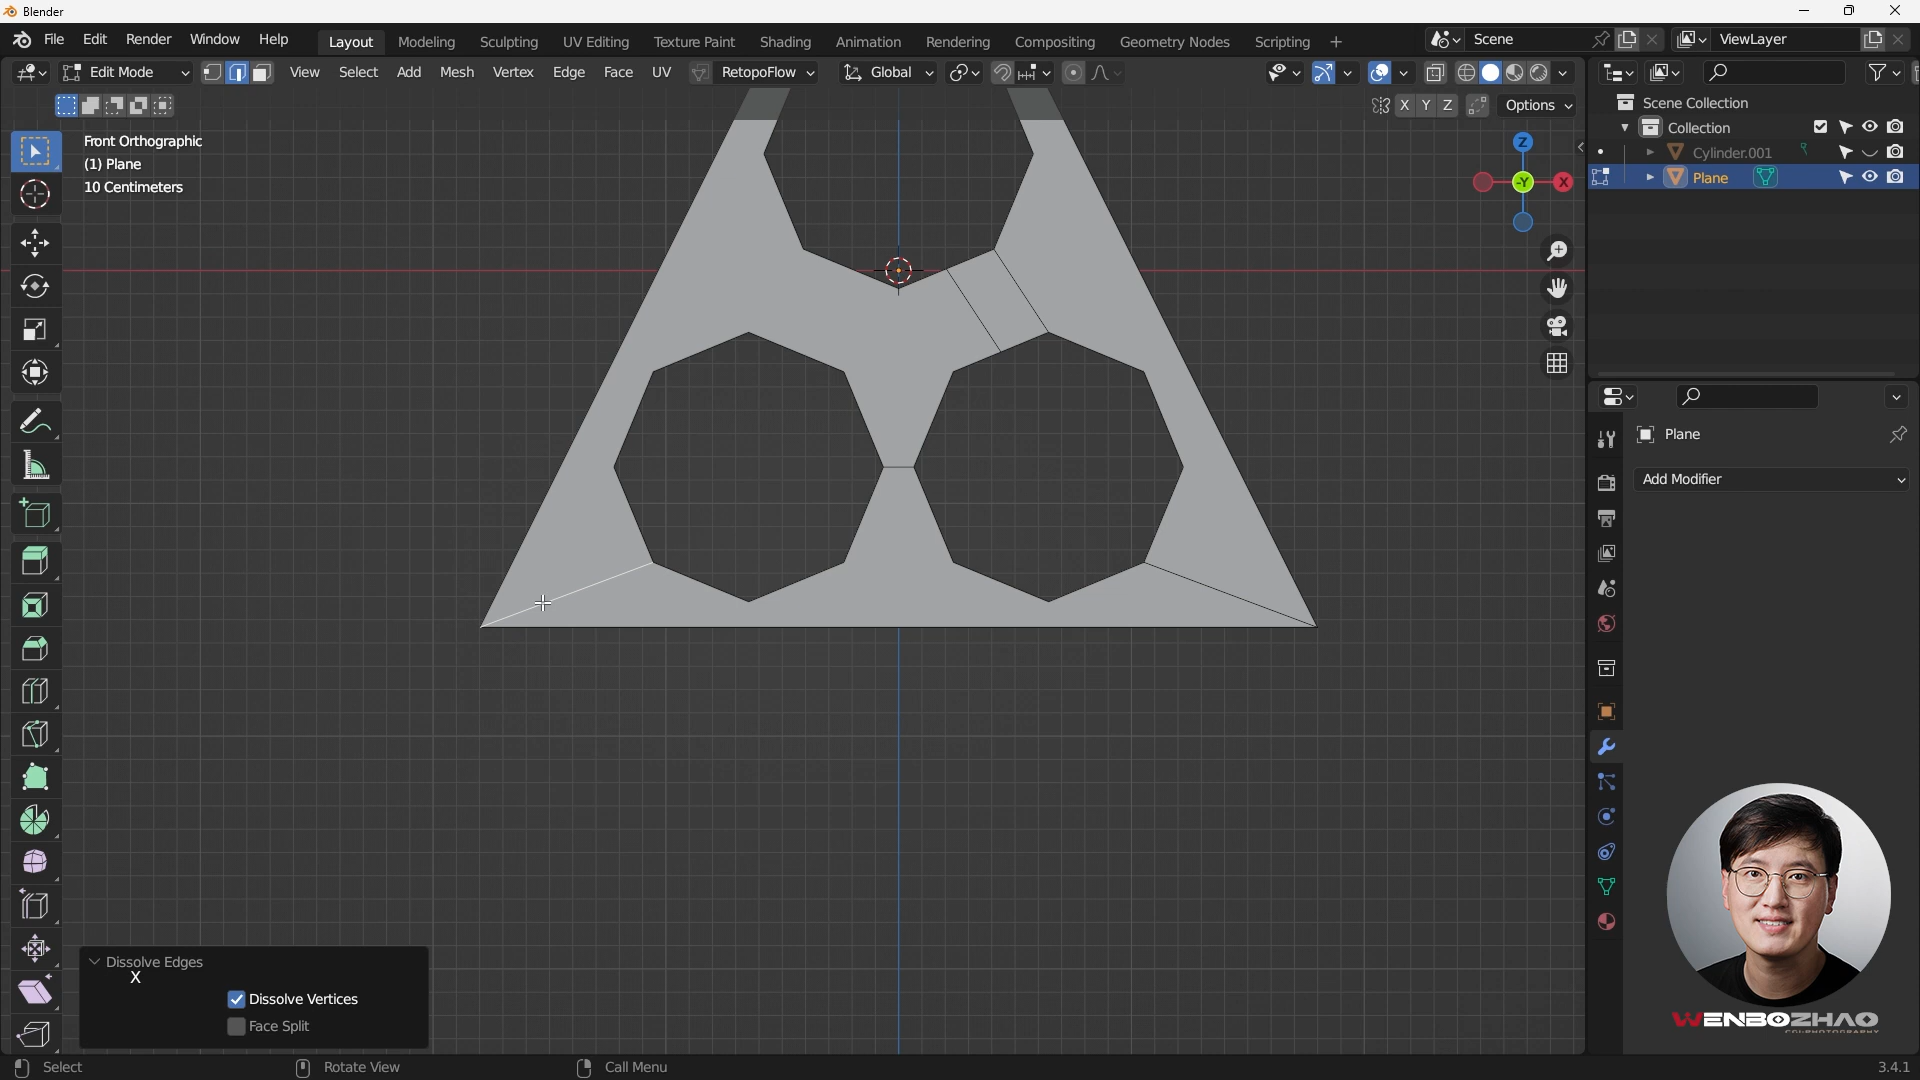 Blender
File Edit Render Window Help
Layout Modeling Sculpting UV Editing Texture Paint Shading Animation Rendering Compositing Geometry Nodes Scripting +
Scene
ViewLayer
Edit Mode
View Select Add Mesh Vertex Edge Face UV
RetopoFlow
Global
X Y Z
Options
Front Orthographic
(1) Plane
10 Centimeters
Z
-Y
X
Scene Collection
Collection
Cylinder.001
Plane
Plane
Add Modifier
Dissolve Edges
X
Dissolve Vertices
Face Split
WENBOZHAO
Select
Rotate View
Call Menu
3.4.1